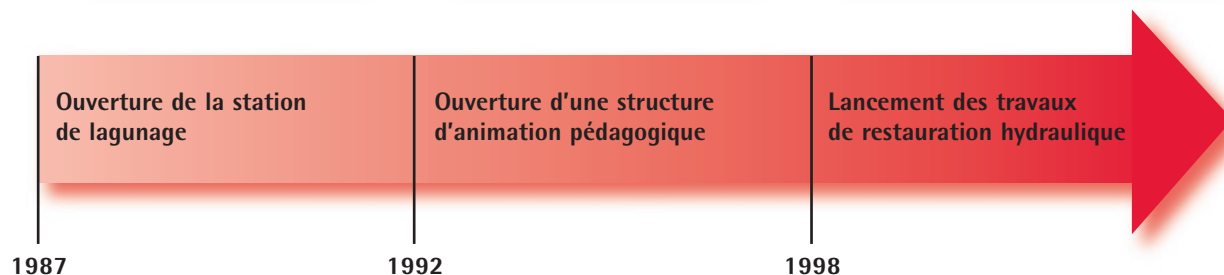 Ouverture de la station
de lagunage
Ouverture d'une structure
d'animation pédagogique
Lancement des travaux
de restauration hydraulique
1987
1992
1998